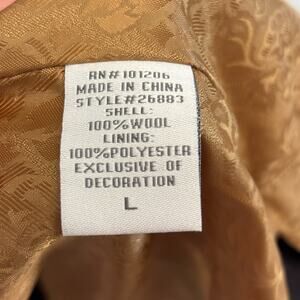 RN#101206
MADE IN CHINA
STYLE#26883
SHELL:
100%WOOL
LINING:
100%POLYESTER
EXCLUSIVE OF
DECORATION
L